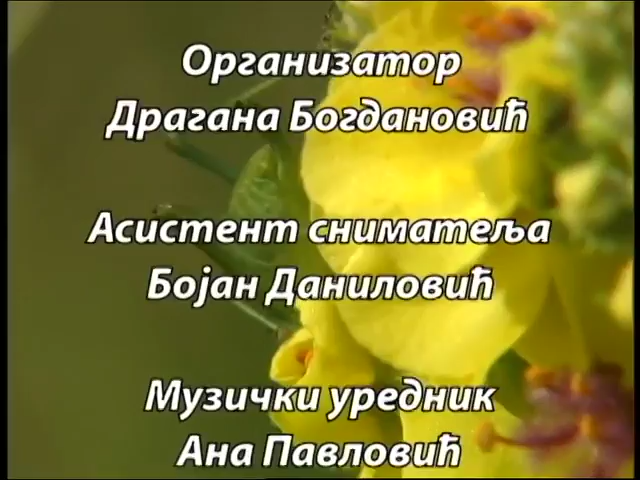 Организатор
Драгана Богдановић
Асистент сниматеља
Бојан Даниловић
Музички уредник
Ана Павловић